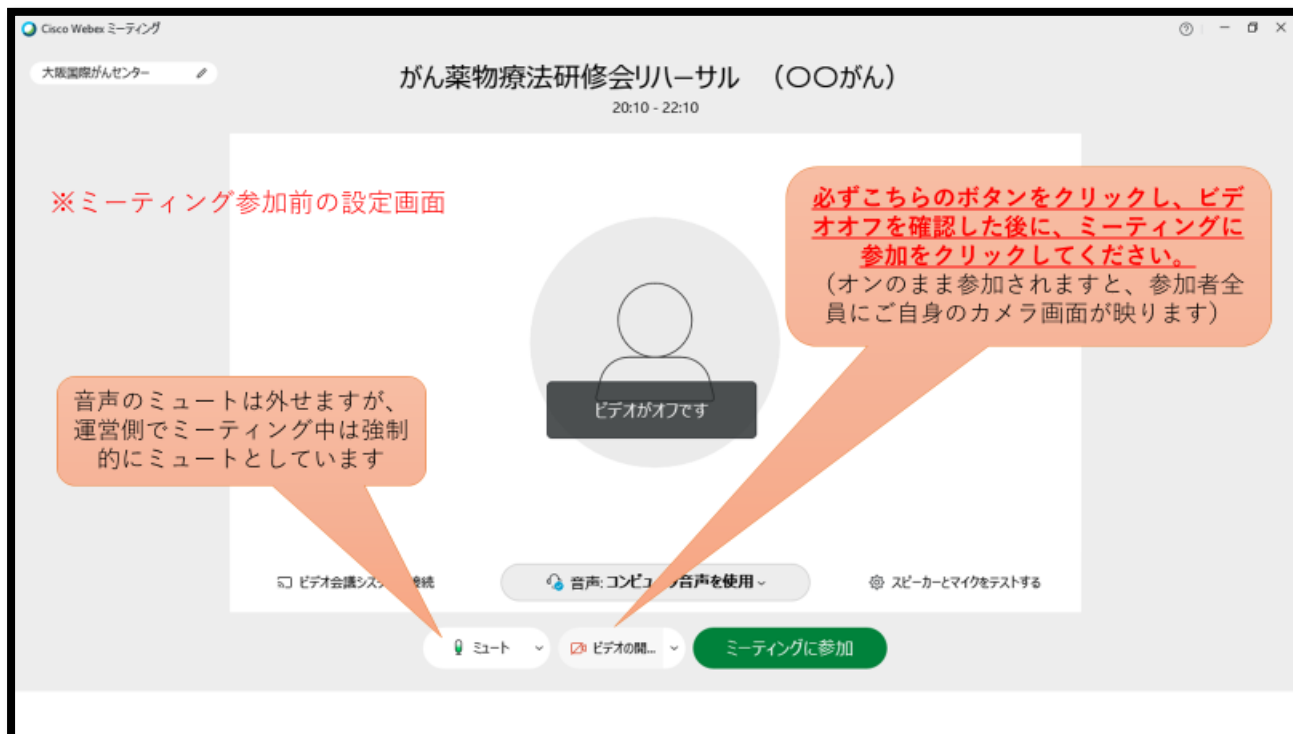 Cisco Webex ミーティング
大阪国際がんセンター
がん薬物療法研修会リハーサル (〇〇がん)
20:10 - 22:10
※ミーティング参加前の設定画面
必ずこちらのボタンをクリックし、ビデ
オオフを確認した後に、ミーティングに
参加をクリックしてください。
(オンのまま参加されますと、参加者全
員にご自身のカメラ画面が映ります)
ビデオがオフです
音声のミュートは外せますが、
運営側でミーティング中は強制
的にミュートとしています
ビデオ会議シス 接続
音声: コンピュ 音声を使用
スピーカーとマイクをテストする
ミュート
ビデオの開...
ミーティングに参加